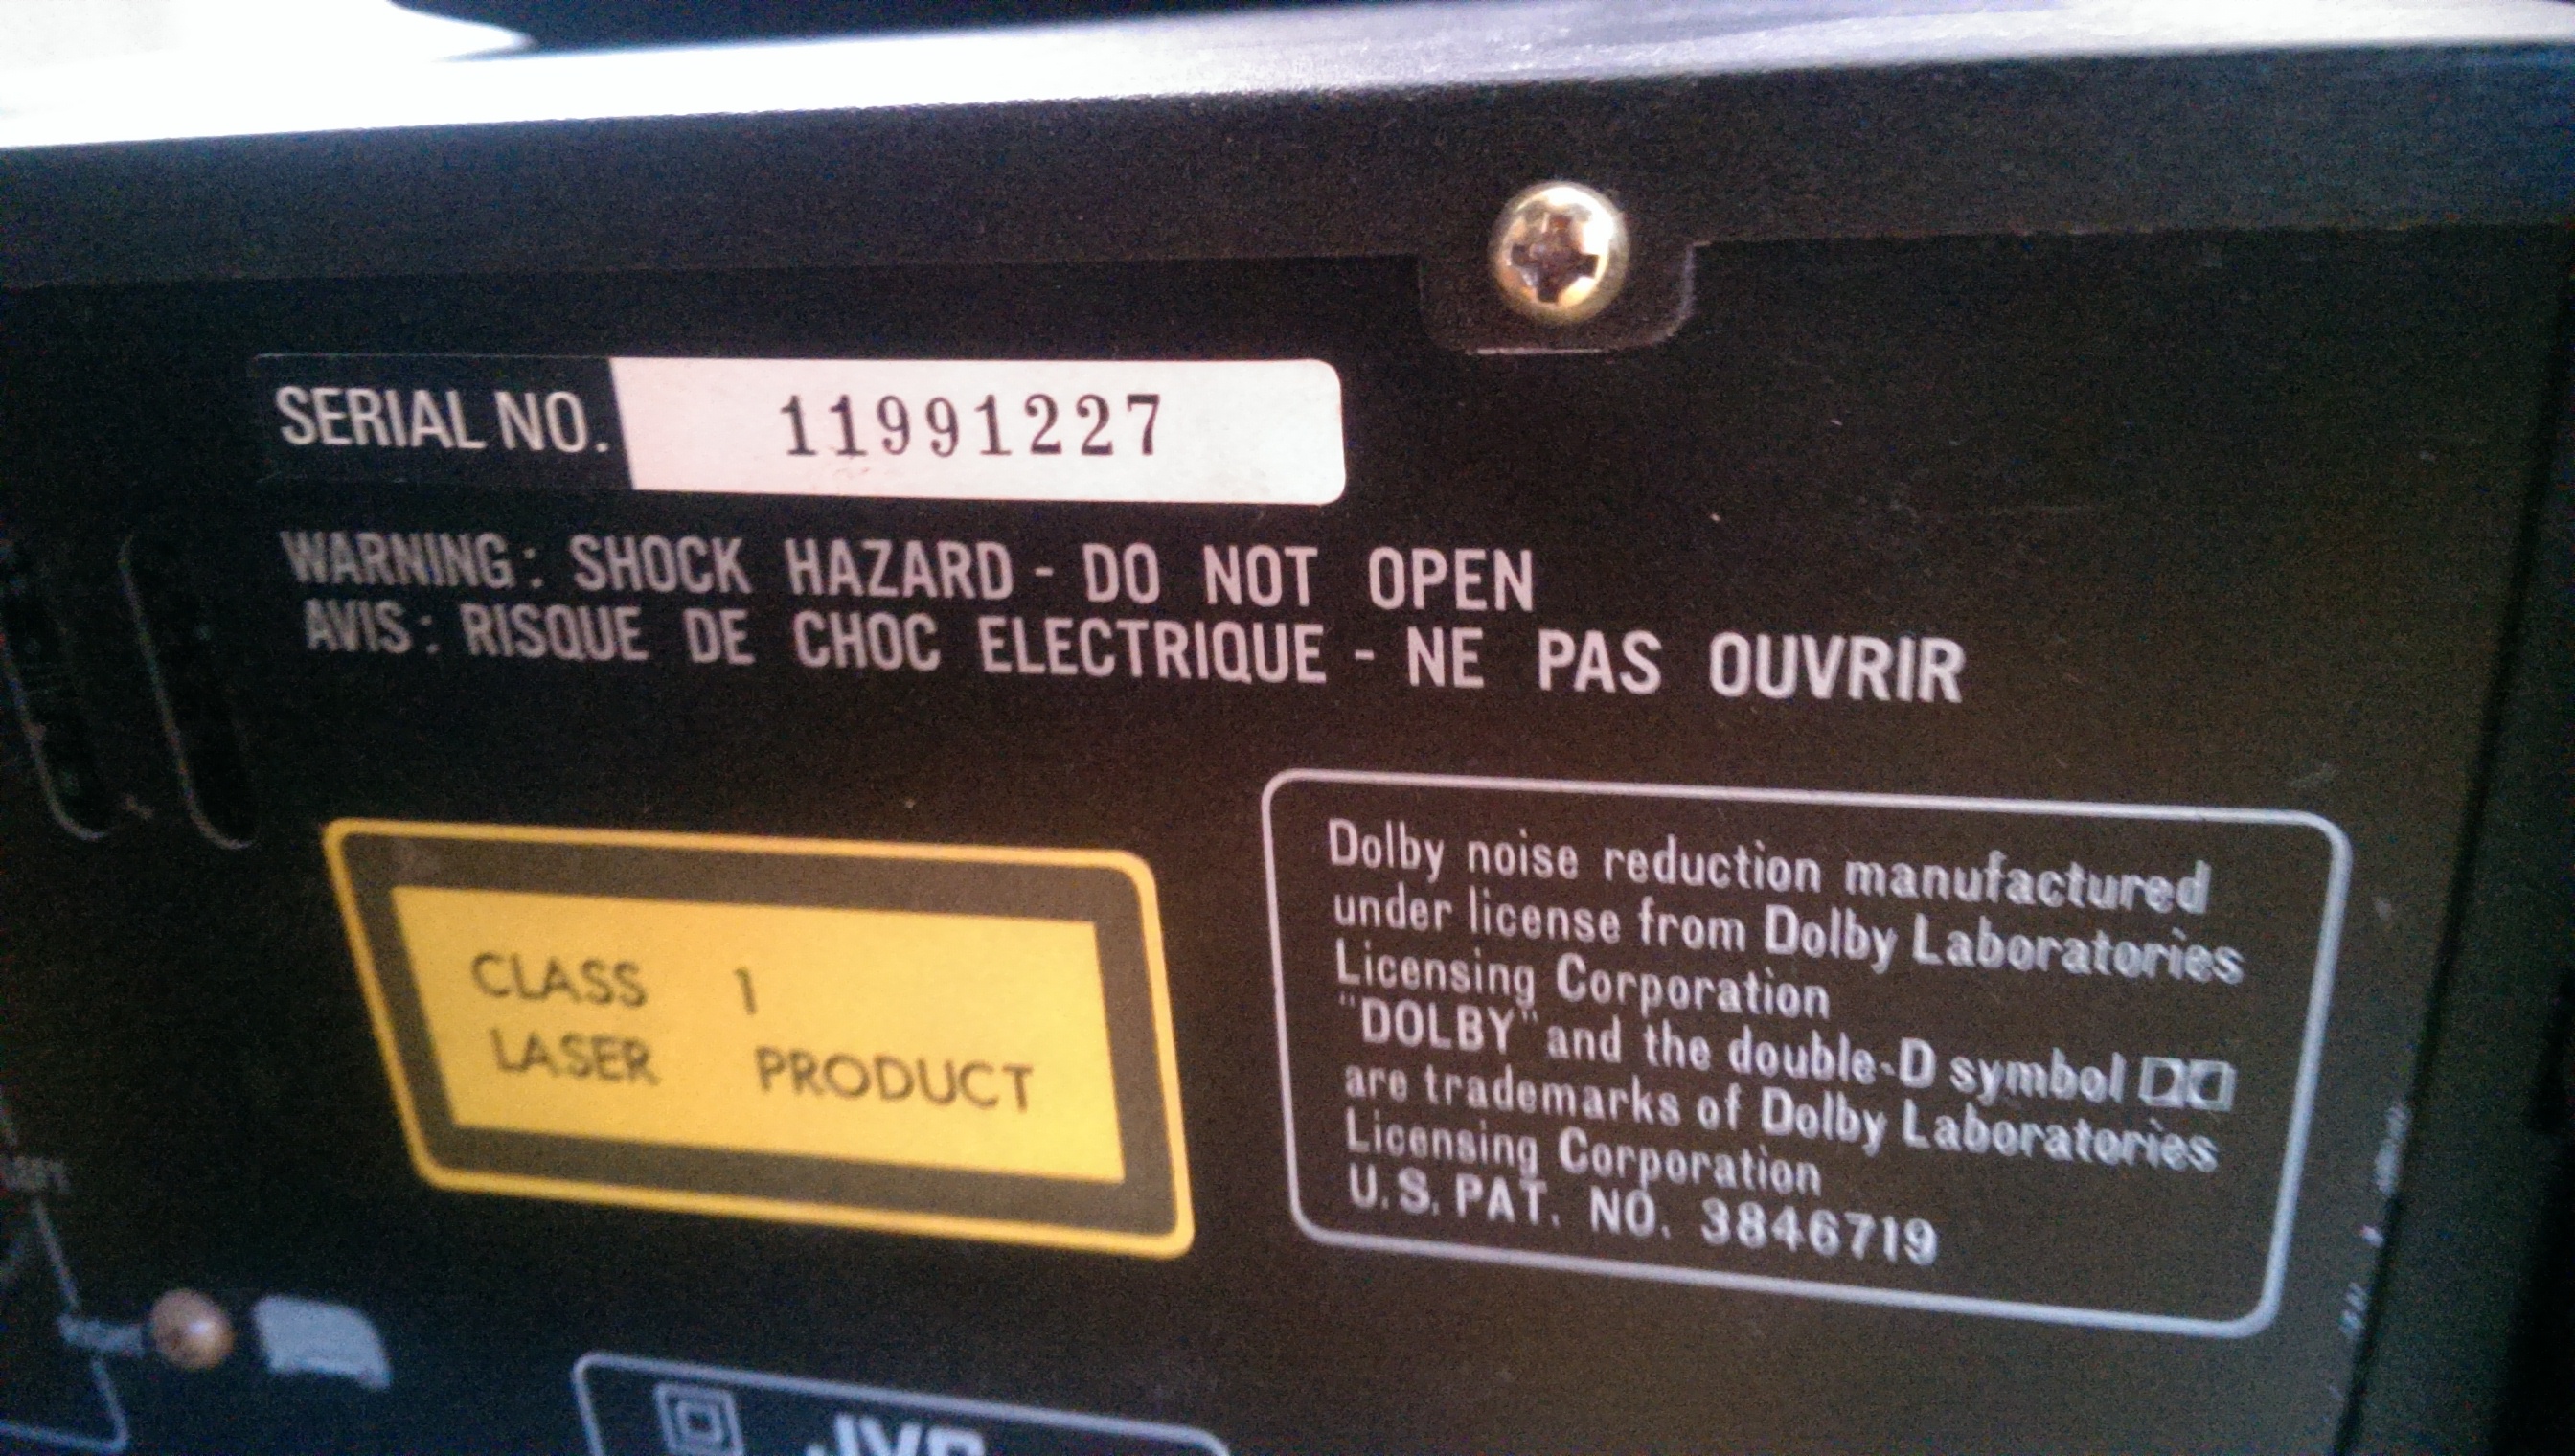 SERIAL NO. 11991227
WARNING: SHOCK HAZARD - DO NOT OPEN
AVIS: RISQUE DE CHOC ELECTRIQUE - NE PAS OUVRIR
CLASS 1
LASER PRODUCT
Dolby noise reduction manufactured
under license from Dolby Laboratories
Licensing Corporation
"DOLBY" and the double-D symbol
are trademarks of Dolby Laboratories
Licensing Corporation
U.S. PAT. NO. 3846719
JVC